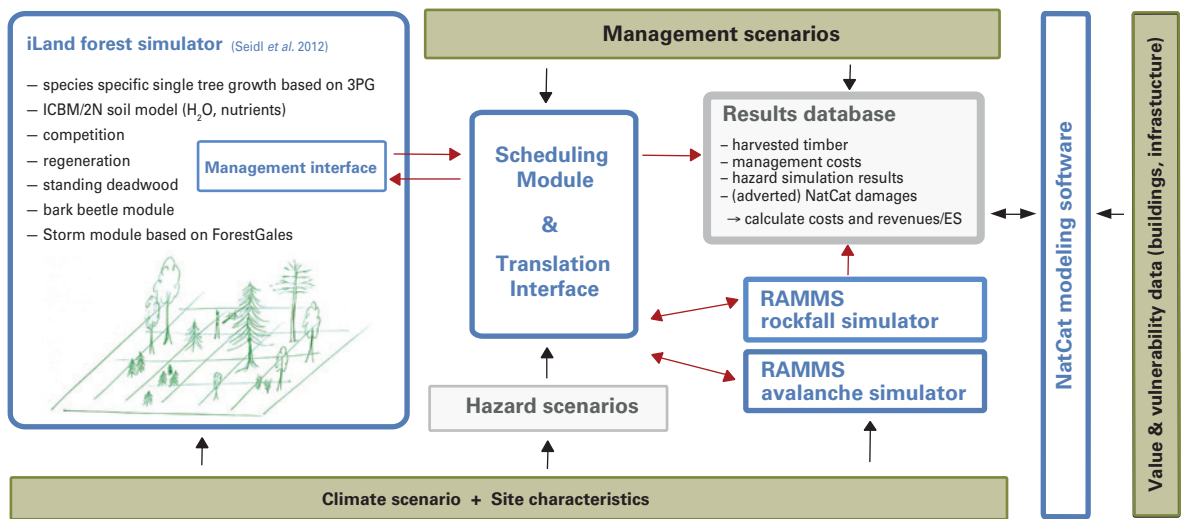 iLand forest simulator (Seidl et al. 2012)
– species specific single tree growth based on 3PG
– ICBM/2N soil model (H₂O, nutrients)
– competition
– regeneration
– standing deadwood
– bark beetle module
– Storm module based on ForestGales
Management interface
Management scenarios
Scheduling
Module
&
Translation
Interface
Results database
– harvested timber
– management costs
– hazard simulation results
– (adverted) NatCat damages
→ calculate costs and revenues/ES
RAMMS
rockfall simulator
RAMMS
avalanche simulator
Hazard scenarios
Climate scenario + Site characteristics
NatCat modeling software
Value & vulnerability data (buildings, infrastucture)